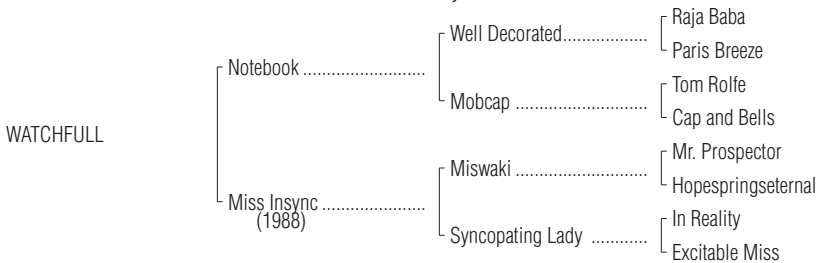 Raja Baba
Well Decorated..................
Paris Breeze
Notebook ..........................
Tom Rolfe
Mobcap ............................
Cap and Bells
WATCHFULL
Mr. Prospector
Miswaki ............................
Hopespringseternal
Miss Insync ......................
(1988)
In Reality
Syncopating Lady ............
Excitable Miss